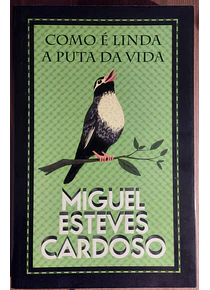 COMO É LINDA
A PUTA DA VIDA
MIGUEL
ESTEVES
CARDOSO